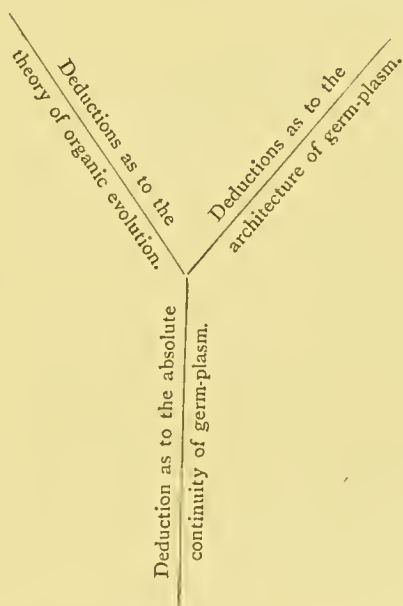 Deductions as to the
theory of organic evolution.
Deductions as to the
architecture of germ-plasm.
Deduction as to the absolute
continuity of germ-plasm.